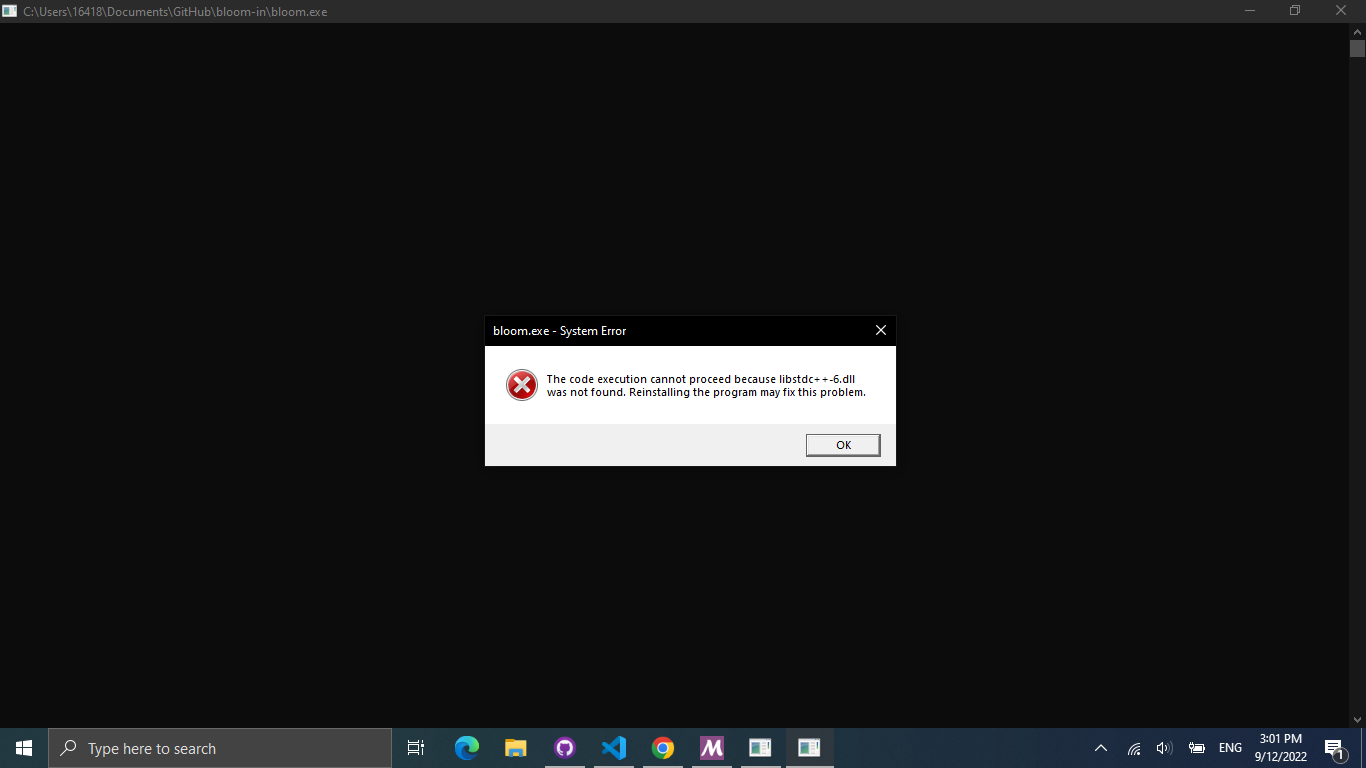 C:\Users\16418\Documents\GitHub\bloom-in\bloom.exe
bloom.exe - System Error
The code execution cannot proceed because libstdc++-6.dll
was not found. Reinstalling the program may fix this problem.
OK
Type here to search
M
ENG
3:01 PM
9/12/2022
1